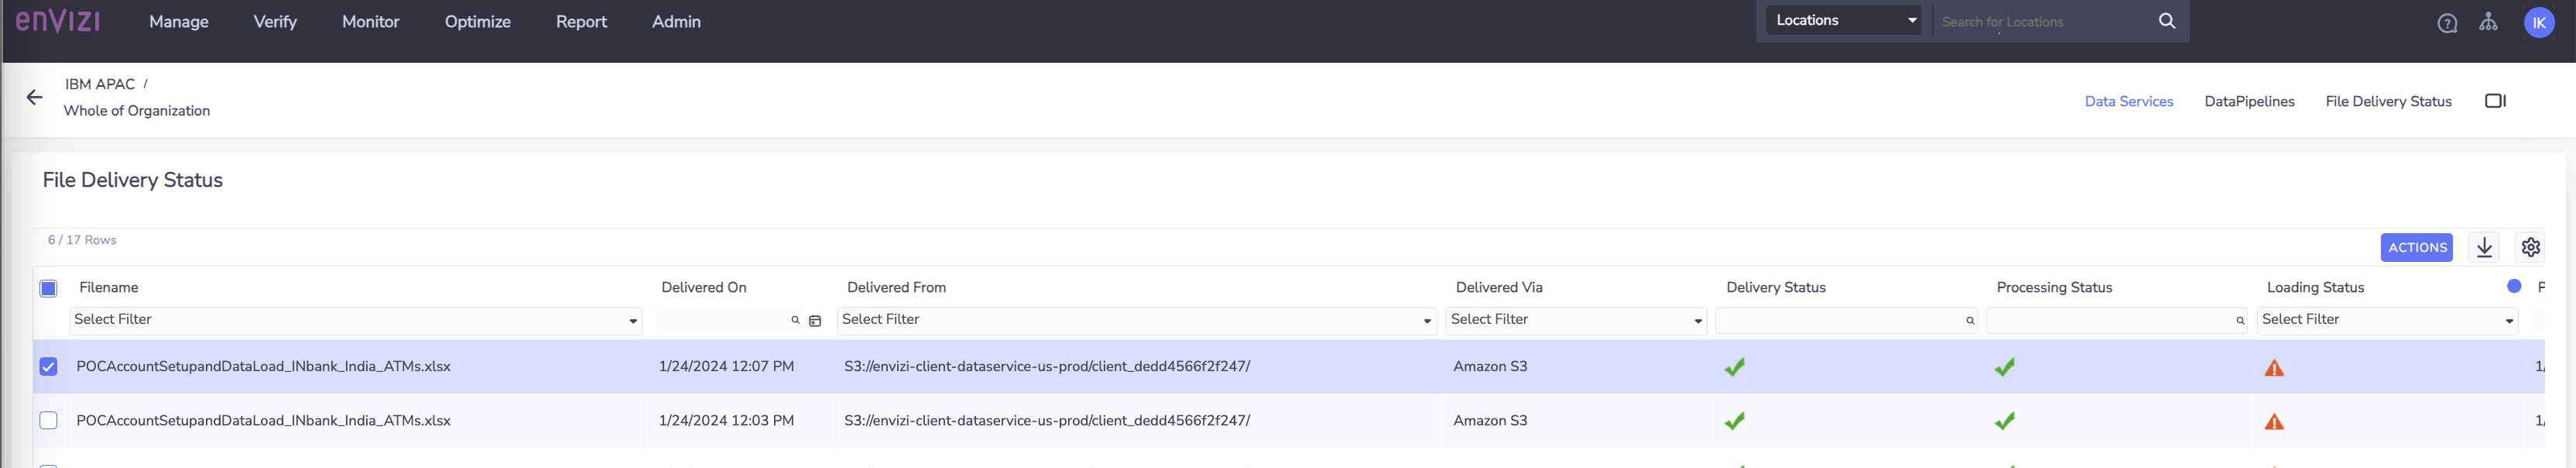 enVIZI Manage Verify Monitor Optimize Report Admin Locations Search for Locations IK
IBM APAC /
Whole of Organization
Data Services DataPipelines File Delivery Status
File Delivery Status
6 / 17 Rows
ACTIONS
Filename Delivered On Delivered From Delivered Via Delivery Status Processing Status Loading Status P
Select Filter Select Filter Select Filter Select Filter
POCAccountSetupandDataLoad_INbank_India_ATMs.xlsx 1/24/2024 12:07 PM S3://envizi-client-dataservice-us-prod/client_dedd4566f2f247/ Amazon S3 1/
POCAccountSetupandDataLoad_INbank_India_ATMs.xlsx 1/24/2024 12:03 PM S3://envizi-client-dataservice-us-prod/client_dedd4566f2f247/ Amazon S3 1/